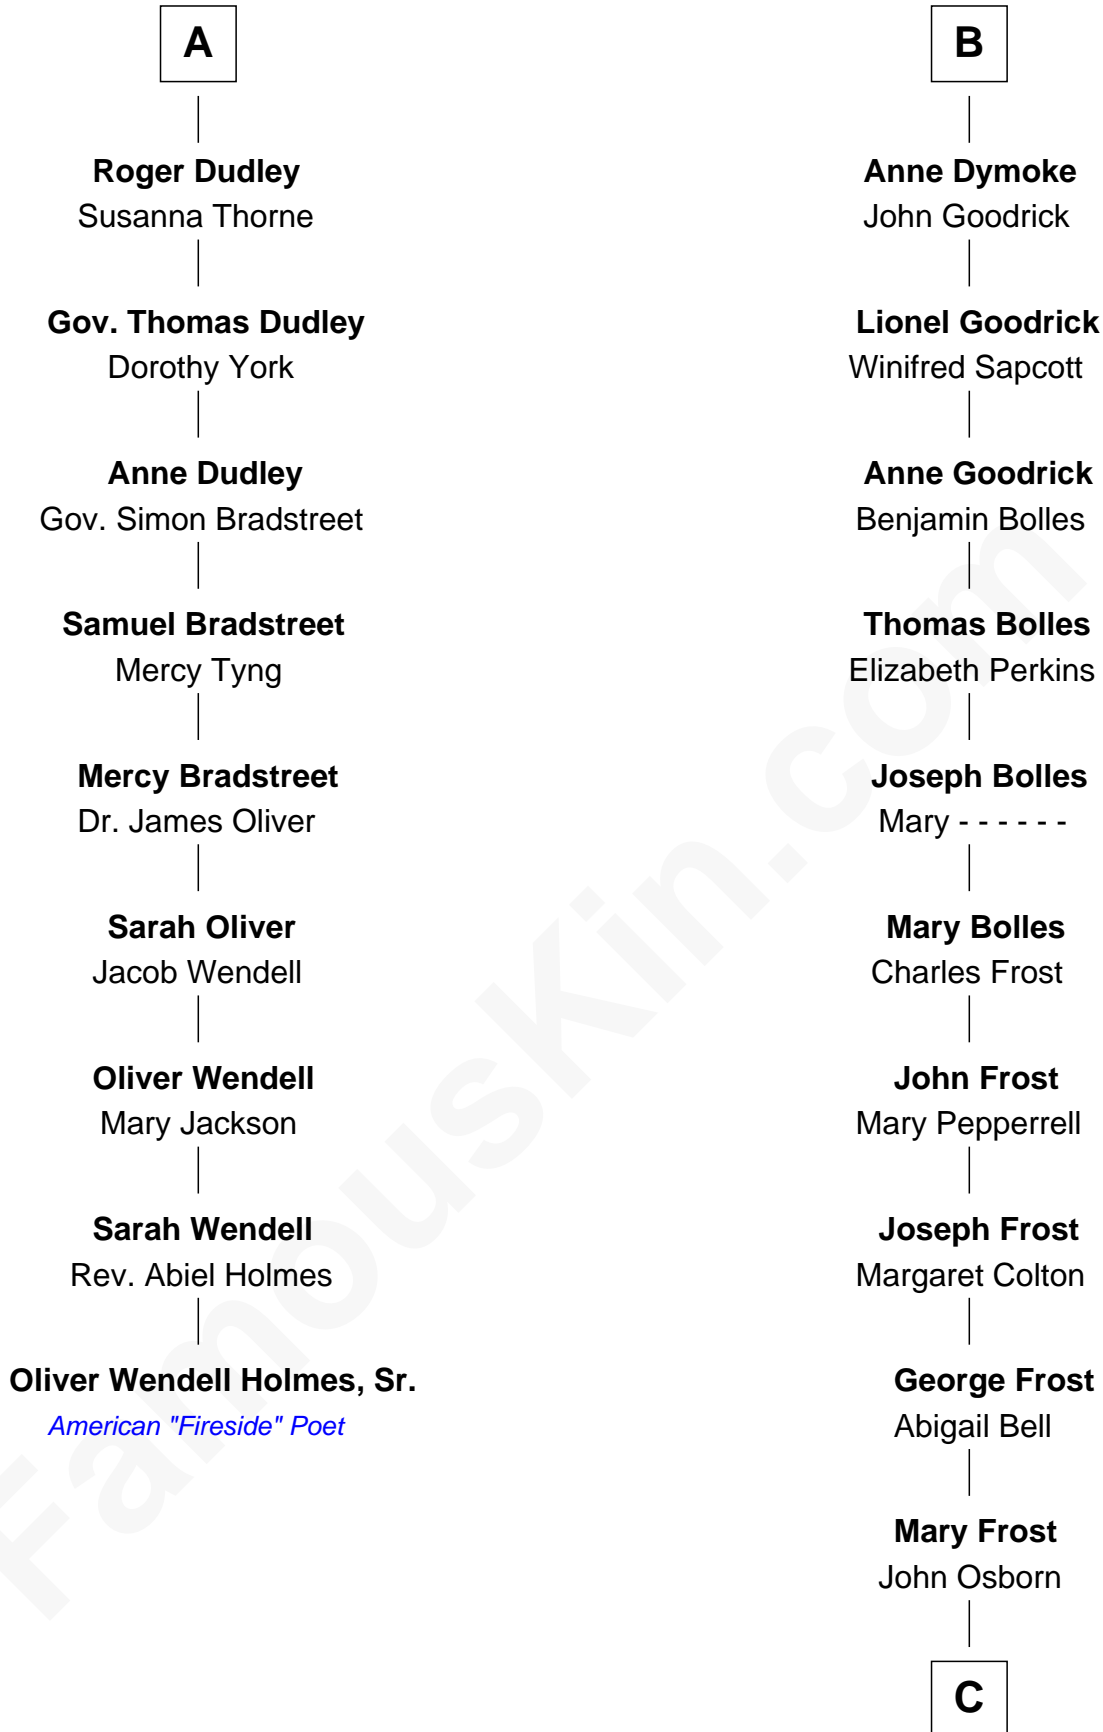 A
Roger Dudley
Susanna Thorne
Gov. Thomas Dudley
Dorothy York
Anne Dudley
Gov. Simon Bradstreet
Samuel Bradstreet
Mercy Tyng
Mercy Bradstreet
Dr. James Oliver
Sarah Oliver
Jacob Wendell
Oliver Wendell
Mary Jackson
Sarah Wendell
Rev. Abiel Holmes
Oliver Wendell Holmes, Sr.
American "Fireside" Poet
B
Anne Dymoke
John Goodrick
Lionel Goodrick
Winifred Sapcott
Anne Goodrick
Benjamin Bolles
Thomas Bolles
Elizabeth Perkins
Joseph Bolles
Mary - - - - - -
Mary Bolles
Charles Frost
John Frost
Mary Pepperrell
Joseph Frost
Margaret Colton
George Frost
Abigail Bell
Mary Frost
John Osborn
C
FamousKin.com